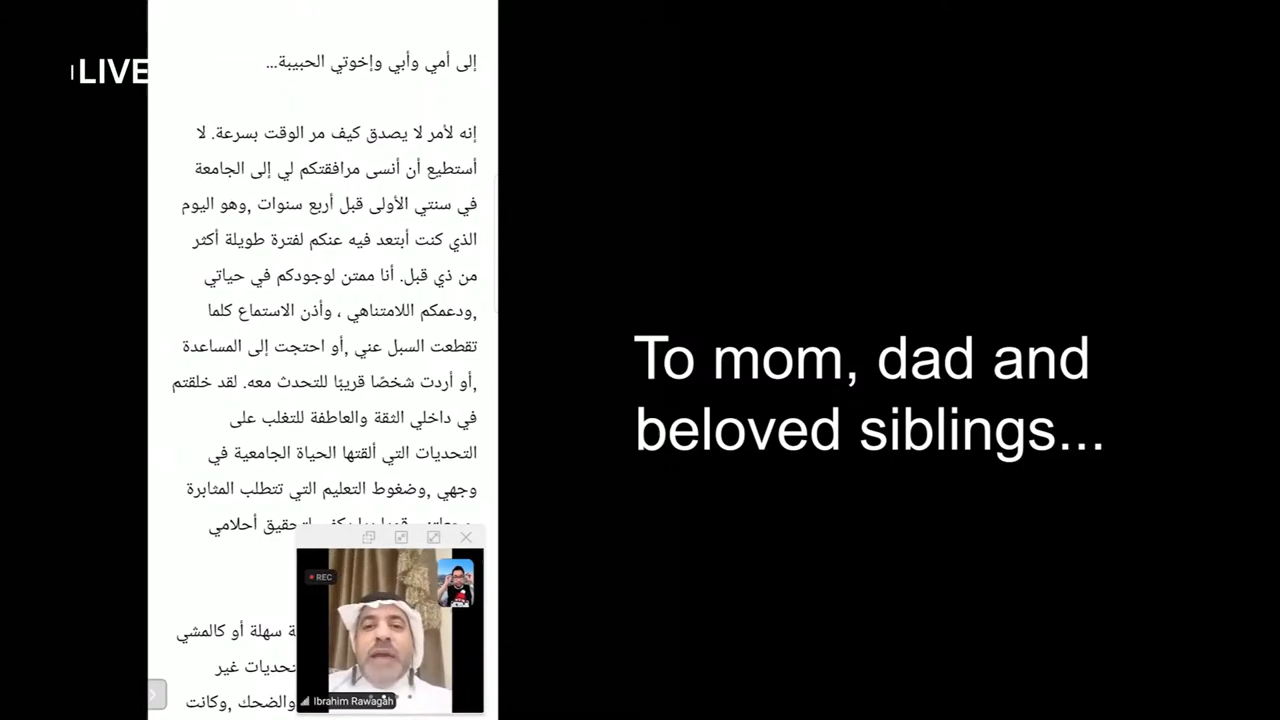 LIVE
إلى أمي وأبي وإخوتي الحبيبة...
إنه لأمر لا يصدق كيف مر الوقت بسرعة. لا
أستطيع أن أنسى مرافقتكم لي إلى الجامعة
في سنتي الأولى قبل أربع سنوات ,وهو اليوم
الذي كنت أبتعد فيه عنكم لفترة طويلة أكثر
من ذي قبل. أنا ممتن لوجودكم في حياتي
,ودعمكم اللامتناهي ، وأذن الاستماع كلما
تقطعت السبل عني ,أو احتجت إلى المساعدة
,أو أردت شخصًا قريبًا للتحدث معه. لقد خلقتم
في داخلي الثقة والعاطفة للتغلب على
التحديات التي ألقتها الحياة الجامعية في
وجهي ,وضغوط التعليم التي تتطلب المثابرة
لتحقيق أحلامي
سهلة أو كالمشي
غير
والضحك ,وكانت
REC
Ibrahim Rawagah
To mom, dad and
beloved siblings...